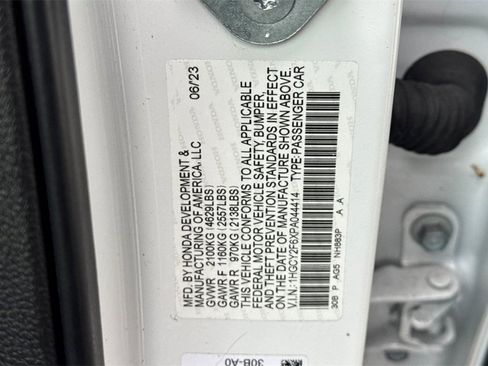 MFD. BY HONDA DEVELOPMENT & 06/23
MANUFACTURING OF AMERICA, LLC
GVWR 2100KG (4629LBS)
GAWR F 1160KG (2557LBS)
GAWR R 970KG (2138LBS)
THIS VEHICLE CONFORMS TO ALL APPLICABLE
FEDERAL MOTOR VEHICLE SAFETY, BUMPER,
AND THEFT PREVENTION STANDARDS IN EFFECT
ON THE DATE OF MANUFACTURE SHOWN ABOVE.
V.I.N.: 1HGCY2F6XPA044414 TYPE:PASSENGER CAR
30B P AG5 NH883P A A
30B-A0